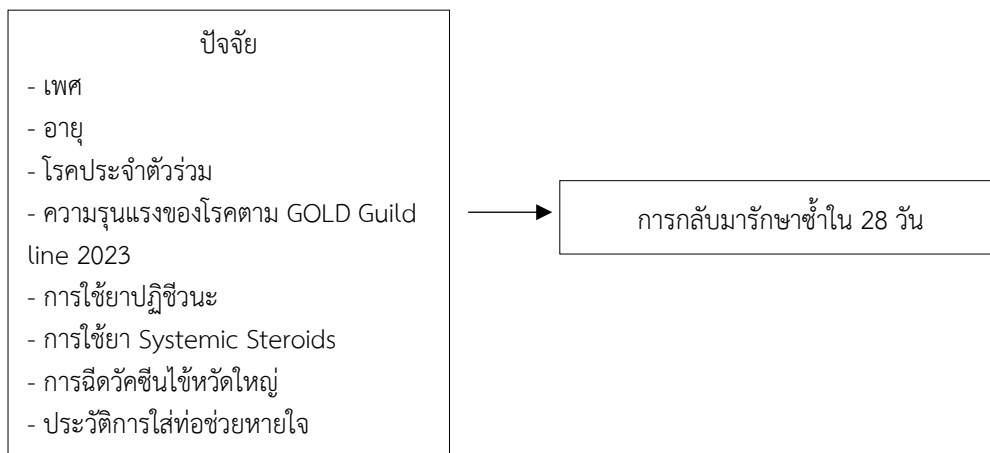 ปัจจัย
- เพศ
- อายุ
- โรคประจำตัวร่วม
- ความรุนแรงของโรคตาม GOLD Guild
line 2023
- การใช้ยาปฏิชีวนะ
- การใช้ยา Systemic Steroids
- การฉีดวัคซีนไข้หวัดใหญ่
- ประวัติการใส่ท่อช่วยหายใจ
การกลับมารักษาซ้ำใน 28 วัน